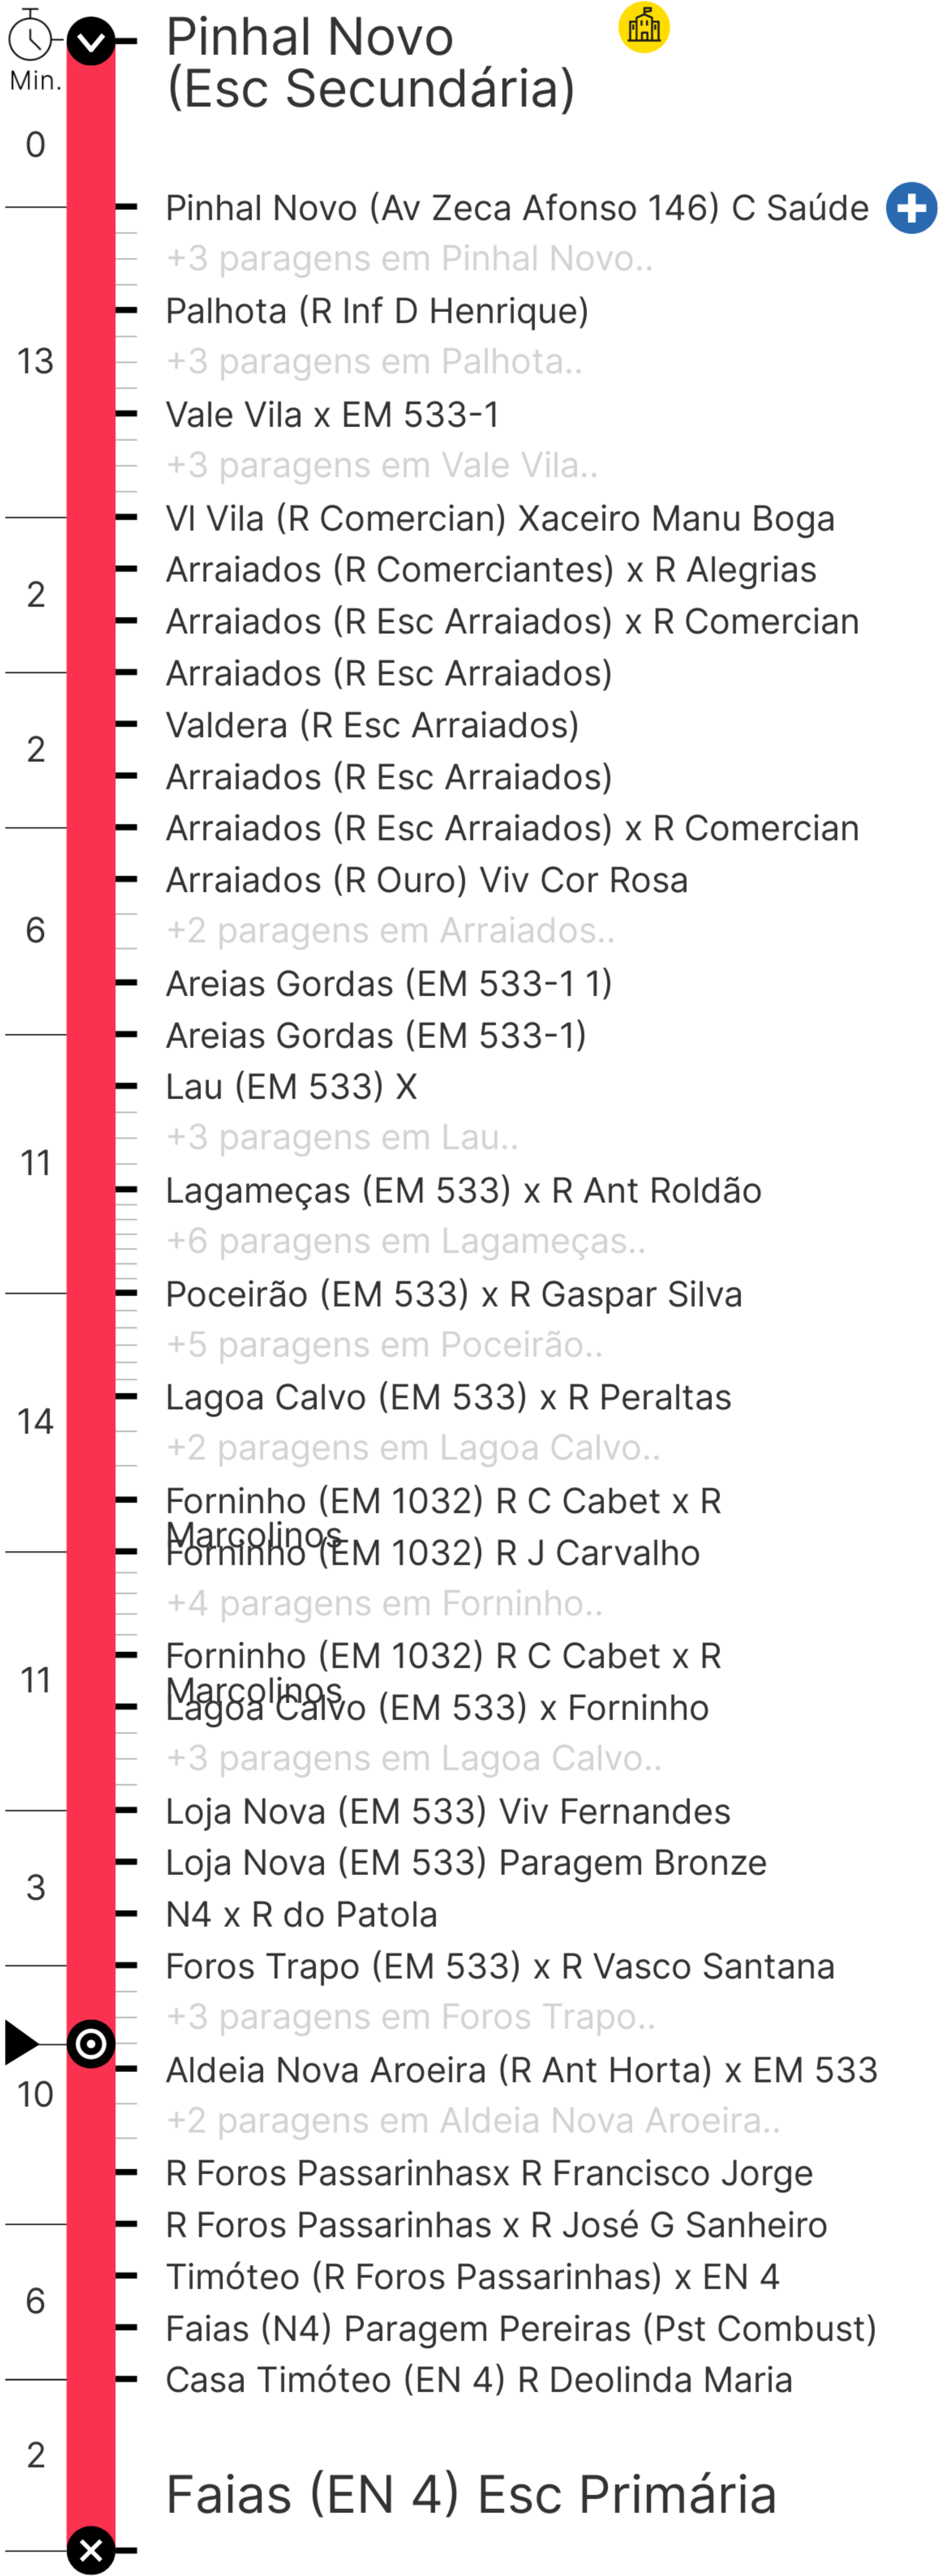 Pinhal Novo
(Esc Secundária)
Min.
0
Pinhal Novo (Av Zeca Afonso 146) C Saúde
+3 paragens em Pinhal Novo..
Palhota (R Inf D Henrique)
13
+3 paragens em Palhota..
Vale Vila x EM 533-1
+3 paragens em Vale Vila..
Vl Vila (R Comercian) Xaceiro Manu Boga
Arraiados (R Comerciantes) x R Alegrias
2
Arraiados (R Esc Arraiados) x R Comercian
Arraiados (R Esc Arraiados)
Valdera (R Esc Arraiados)
2
Arraiados (R Esc Arraiados)
Arraiados (R Esc Arraiados) x R Comercian
Arraiados (R Ouro) Viv Cor Rosa
6
+2 paragens em Arraiados..
Areias Gordas (EM 533-1 1)
Areias Gordas (EM 533-1)
Lau (EM 533) X
+3 paragens em Lau..
11
Lagameças (EM 533) x R Ant Roldão
+6 paragens em Lagameças..
Poceirão (EM 533) x R Gaspar Silva
+5 paragens em Poceirão..
Lagoa Calvo (EM 533) x R Peraltas
14
+2 paragens em Lagoa Calvo..
Forninho (EM 1032) R C Cabet x R
Marcolinos
Forninho (EM 1032) R J Carvalho
+4 paragens em Forninho..
Forninho (EM 1032) R C Cabet x R
11
Marcolinos
Lagoa Calvo (EM 533) x Forninho
+3 paragens em Lagoa Calvo..
Loja Nova (EM 533) Viv Fernandes
Loja Nova (EM 533) Paragem Bronze
3
N4 x R do Patola
Foros Trapo (EM 533) x R Vasco Santana
+3 paragens em Foros Trapo..
Aldeia Nova Aroeira (R Ant Horta) x EM 533
10
+2 paragens em Aldeia Nova Aroeira..
R Foros Passarinhasx R Francisco Jorge
R Foros Passarinhas x R José G Sanheiro
Timóteo (R Foros Passarinhas) x EN 4
6
Faias (N4) Paragem Pereiras (Pst Combust)
Casa Timóteo (EN 4) R Deolinda Maria
2
Faias (EN 4) Esc Primária